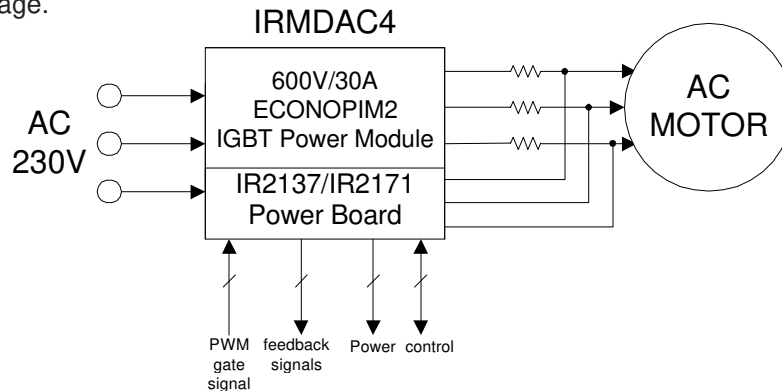 age.
IRMDAC4
600V/30A
ECONOPIM2
IGBT Power Module
AC
230V
AC
MOTOR
IR2137/IR2171
Power Board
PWM
gate
signal
feedback
signals
Power
control